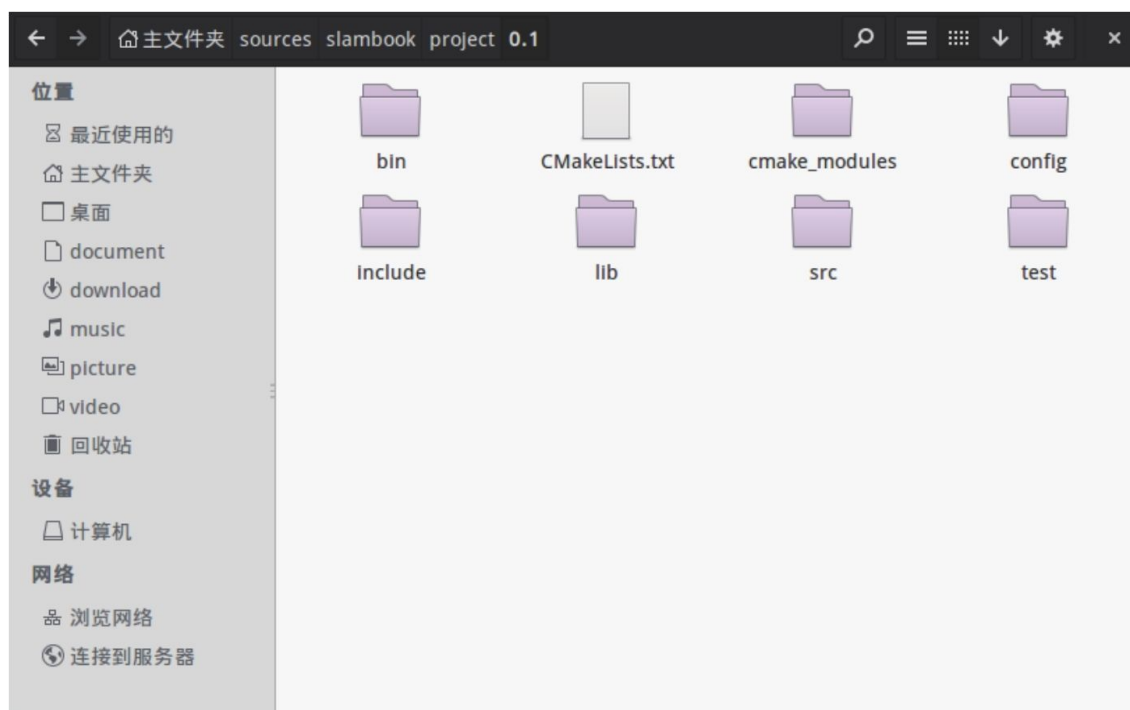 主文件夹 sources slambook project 0.1
位置
最近使用的
主文件夹
桌面
document
download
music
picture
video
回收站
设备
计算机
网络
浏览网络
连接到服务器
bin CMakeLists.txt cmake_modules config
include lib src test